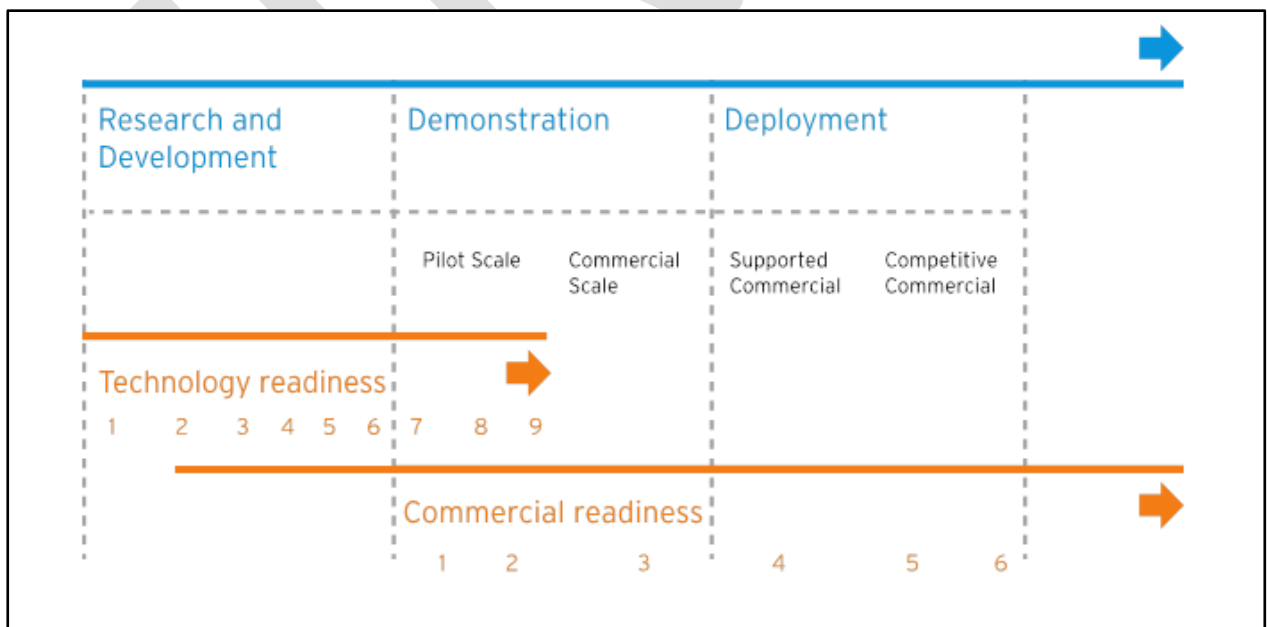 Research and
Development
Demonstration
Deployment
Pilot Scale
Commercial
Scale
Supported
Commercial
Competitive
Commercial
Technology readiness
1 2 3 4 5 6 7 8 9
Commercial readiness
1 2 3 4 5 6